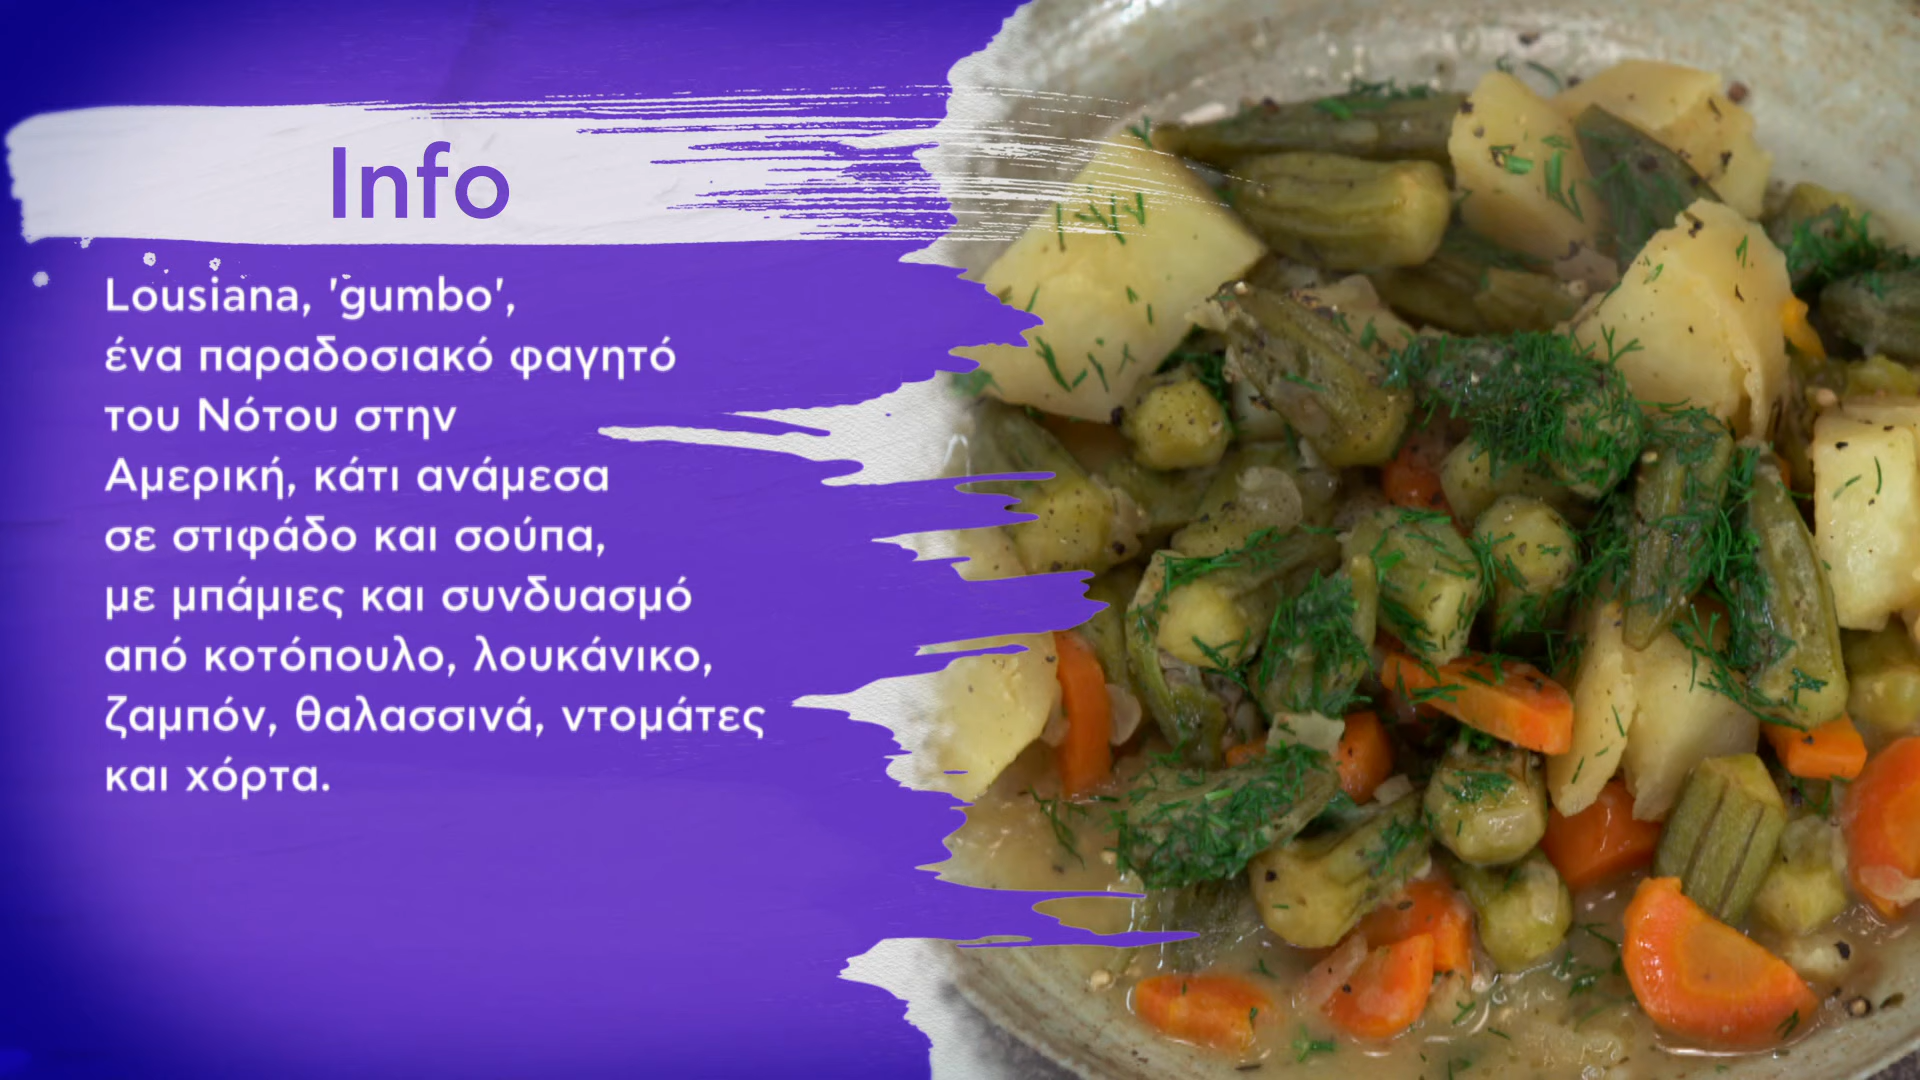 Info
Lousiana, 'gumbo',
ένα παραδοσιακό φαγητό
του Νότου στην
Αμερική, κάτι ανάμεσα
σε στιφάδο και σούπα,
με μπάμιες και συνδυασμό
από κοτόπουλο, λουκάνικο,
ζαμπόν, θαλασσινά, ντομάτες
και χόρτα.